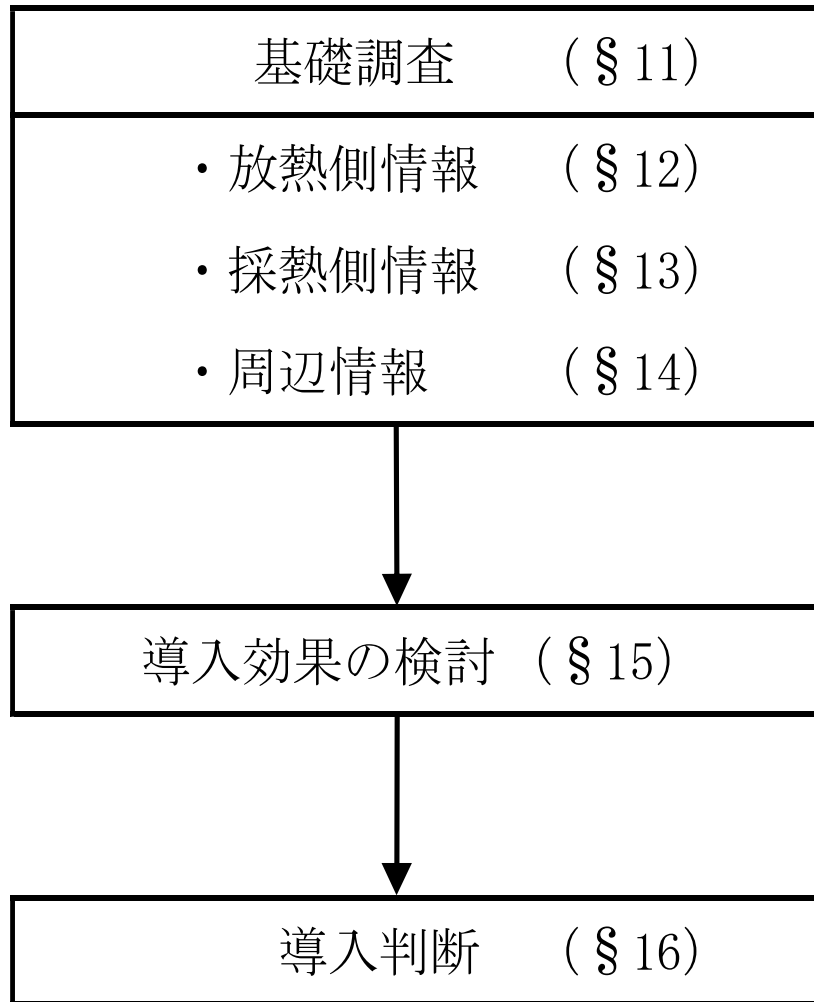 基礎調査 （§11）
・放熱側情報 （§12）
・採熱側情報 （§13）
・周辺情報 （§14）
導入効果の検討 （§15）
導入判断 （§16）